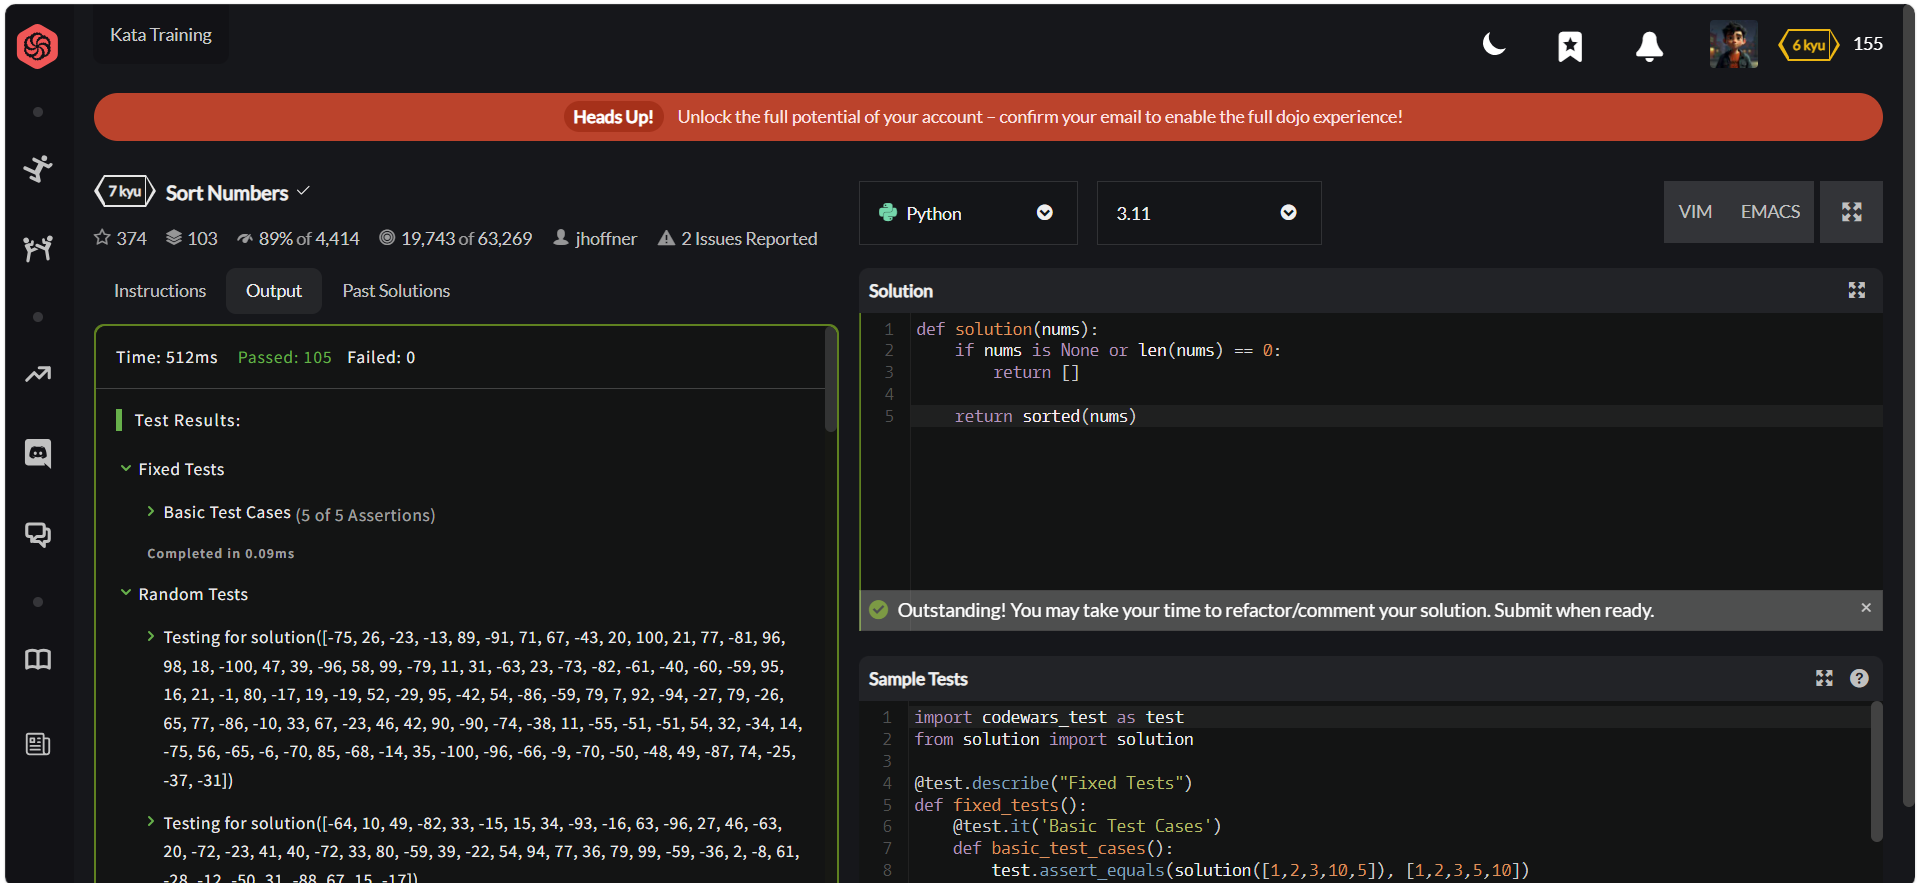 Kata Training
6 kyu 155
Heads Up! Unlock the full potential of your account – confirm your email to enable the full dojo experience!
7 kyu Sort Numbers
374 103 89% of 4,414 19,743 of 63,269 jhoffner 2 Issues Reported
Instructions Output Past Solutions
Time: 512ms Passed: 105 Failed: 0
Test Results:
Fixed Tests
Basic Test Cases (5 of 5 Assertions)
Completed in 0.09ms
Random Tests
Testing for solution([-75, 26, -23, -13, 89, -91, 71, 67, -43, 20, 100, 21, 77, -81, 96,
98, 18, -100, 47, 39, -96, 58, 99, -79, 11, 31, -63, 23, -73, -82, -61, -40, -60, -59, 95,
16, 21, -1, 80, -17, 19, -19, 52, -29, 95, -42, 54, -86, -59, 79, 7, 92, -94, -27, 79, -26,
65, 77, -86, -10, 33, 67, -23, 46, 42, 90, -90, -74, -38, 11, -55, -51, -51, 54, 32, -34, 14,
-75, 56, -65, -6, -70, 85, -68, -14, 35, -100, -96, -66, -9, -70, -50, -48, 49, -87, 74, -25,
-37, -31])
Testing for solution([-64, 10, 49, -82, 33, -15, 15, 34, -93, -16, 63, -96, 27, 46, -63,
20, -72, -23, 41, 40, -72, 33, 80, -59, 39, -22, 54, 94, 77, 36, 79, 99, -59, -36, 2, -8, 61,
-28, -12, -50, 31, -88, 67, 15, -17])
Python
3.11
VIM EMACS
Solution
1 def solution(nums):
2 if nums is None or len(nums) == 0:
3 return []
4
5 return sorted(nums)
Outstanding! You may take your time to refactor/comment your solution. Submit when ready. ×
Sample Tests ?
1 import codewars_test as test
2 from solution import solution
3
4 @test.describe("Fixed Tests")
5 def fixed_tests():
6 @test.it('Basic Test Cases')
7 def basic_test_cases():
8 test.assert_equals(solution([1,2,3,10,5]), [1,2,3,5,10])